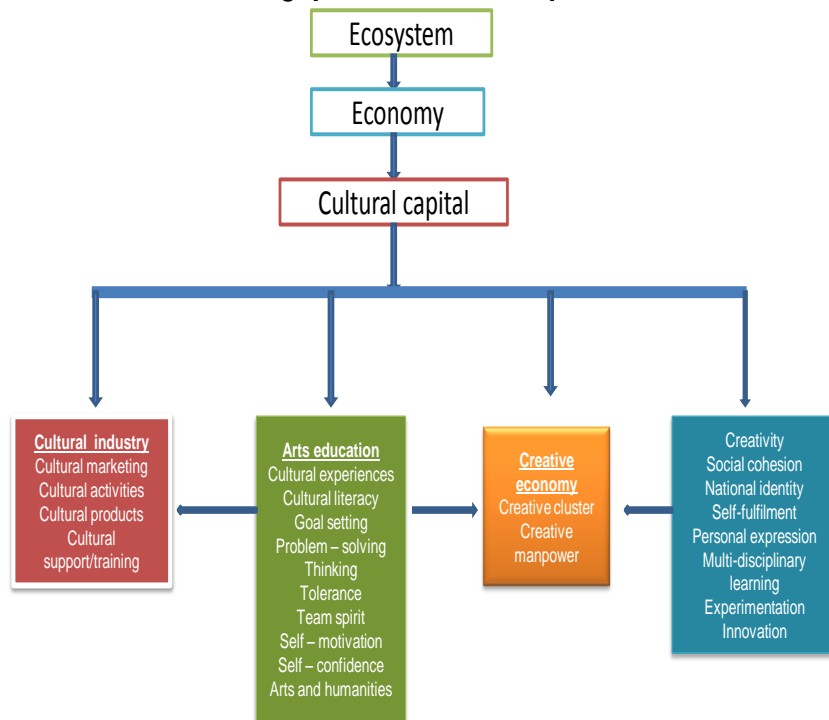 Ecosystem
Economy
Cultural capital
Cultural industry
Cultural marketing
Cultural activities
Cultural products
Cultural
support/training
Arts education
Cultural experiences
Cultural literacy
Goal setting
Problem – solving
Thinking
Tolerance
Team spirit
Self – motivation
Self – confidence
Arts and humanities
Creative
economy
Creative cluster
Creative
manpower
Creativity
Social cohesion
National identity
Self-fulfilment
Personal expression
Multi-disciplinary
learning
Experimentation
Innovation